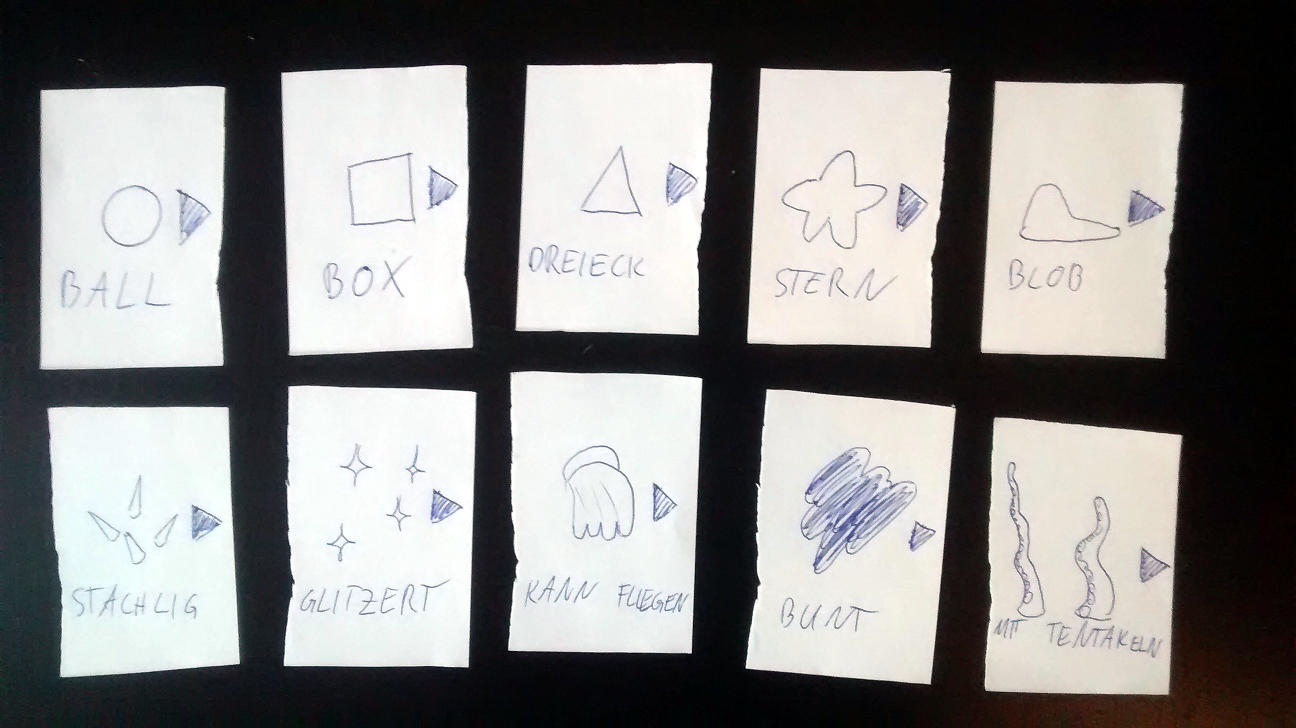 BALL
BOX
DREIECK
STERN
BLOB
STACHLIG
GLITZERT
KANN FLIEGEN
BUNT
MIT TENTAKELN